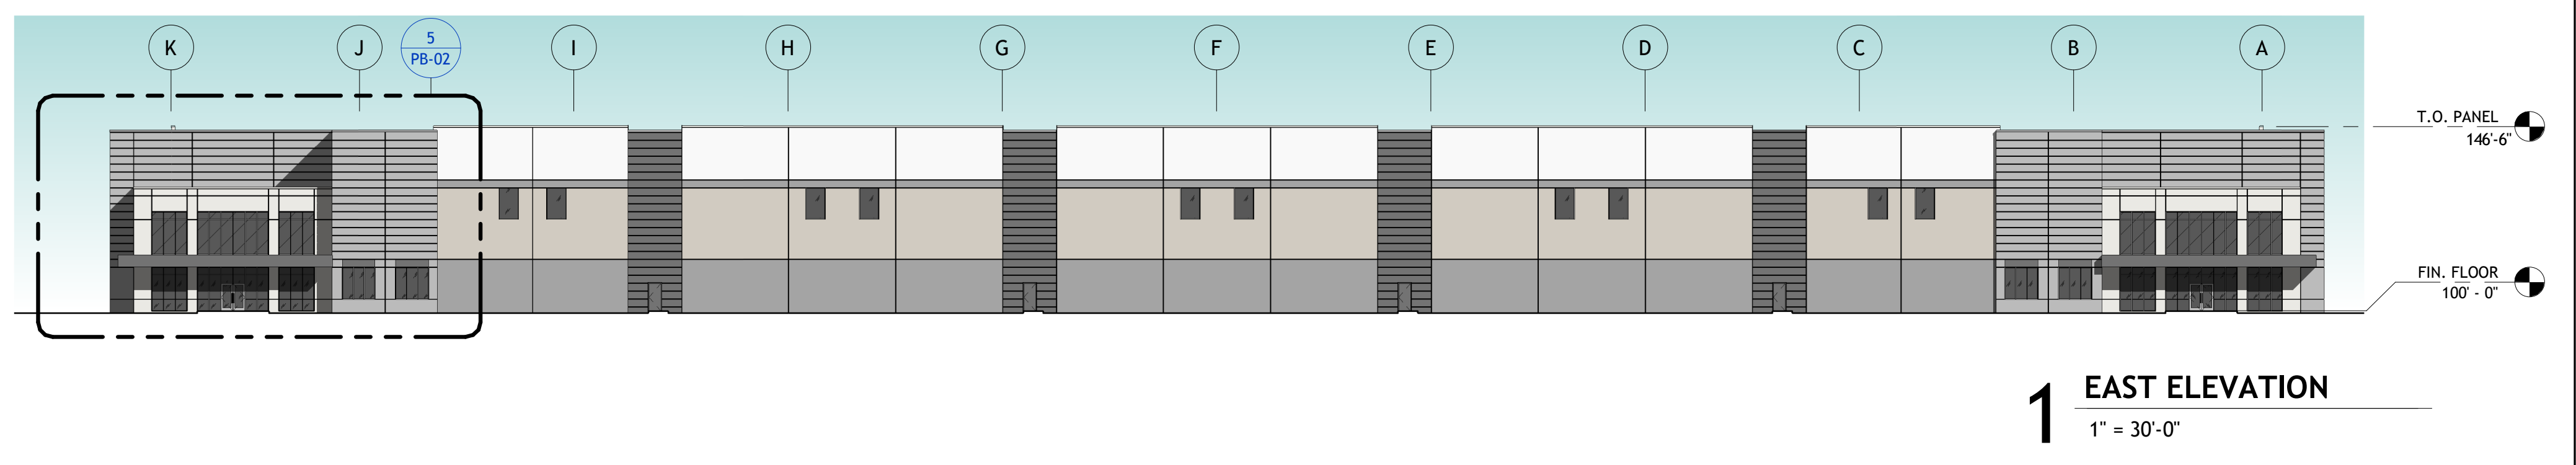 K
J
5
PB-02
I
H
G
F
E
D
C
B
A
T.O. PANEL
146'-6"
FIN. FLOOR
100' - 0"
1 EAST ELEVATION
1" = 30'-0"